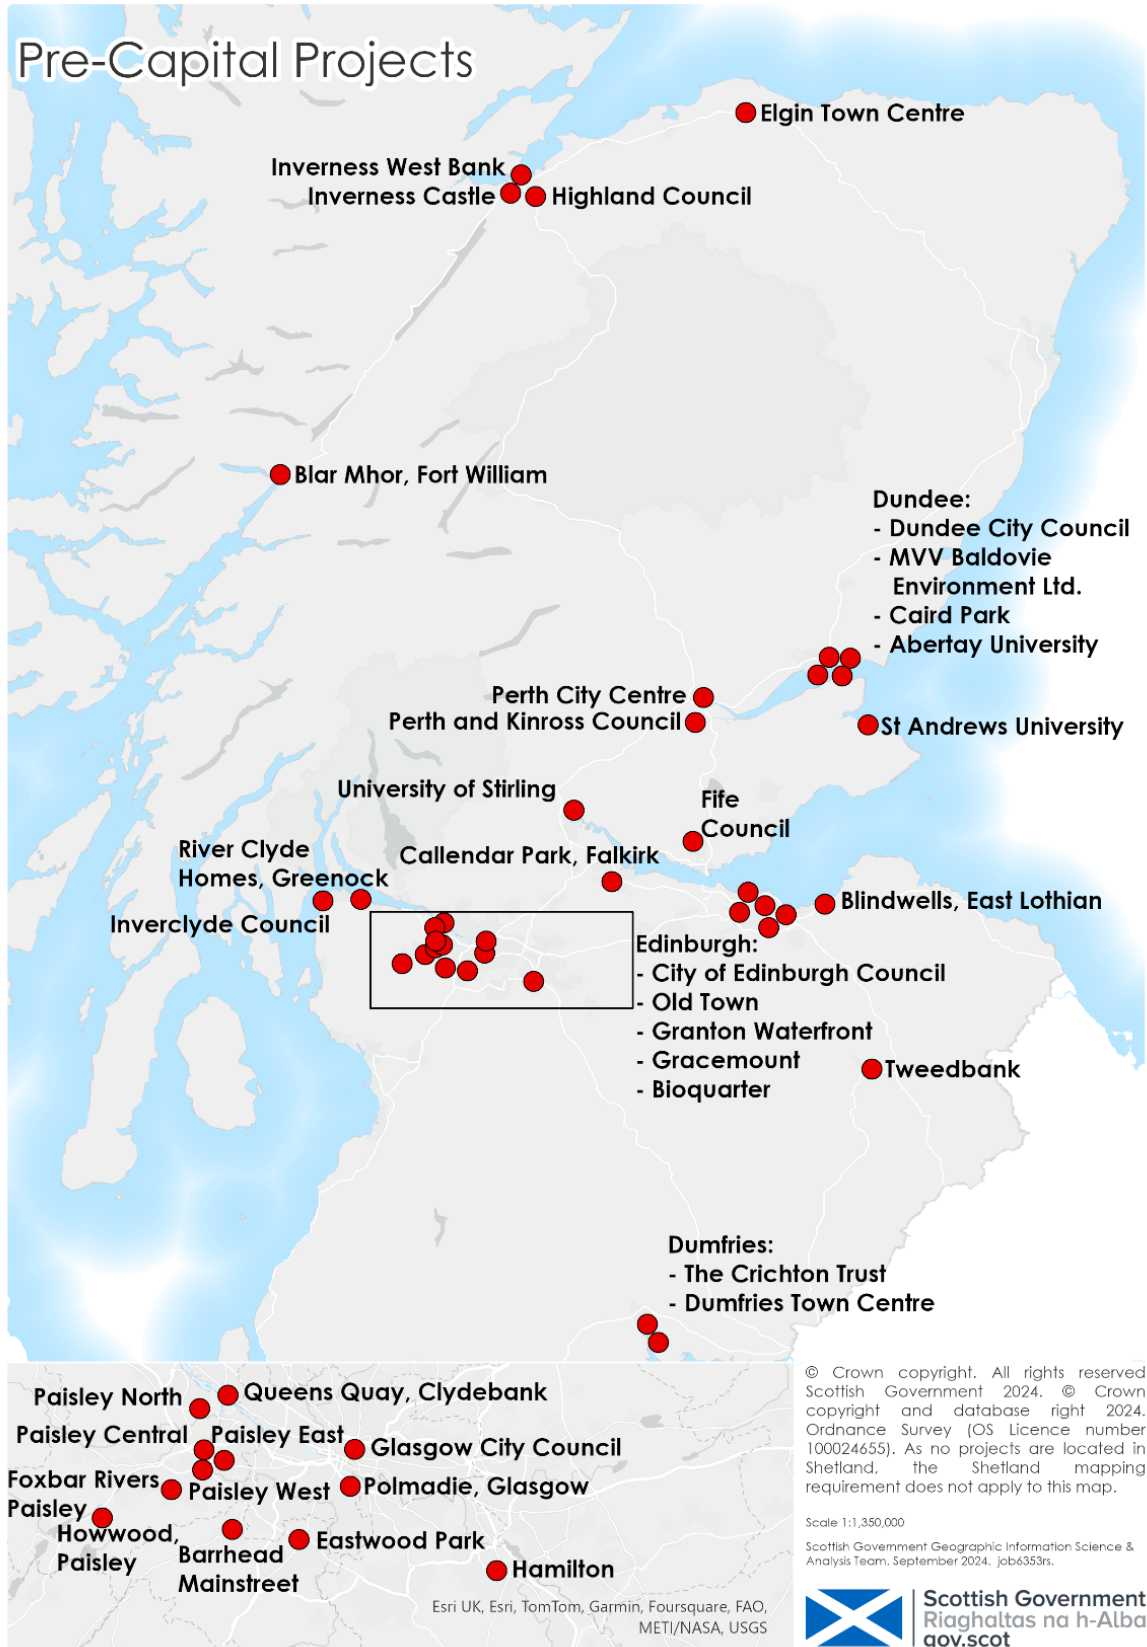 Pre-Capital Projects
Elgin Town Centre
Inverness West Bank
Inverness Castle
Highland Council
Blar Mhor, Fort William
Dundee:
- Dundee City Council
- MVV Baldovie
Environment Ltd.
- Caird Park
- Abertay University
Perth City Centre
Perth and Kinross Council
St Andrews University
University of Stirling
Fife
Council
River Clyde
Homes, Greenock
Callendar Park, Falkirk
Inverclyde Council
Blindwells, East Lothian
Edinburgh:
- City of Edinburgh Council
- Old Town
- Granton Waterfront
- Gracemount
- Bioquarter
Tweedbank
Dumfries:
- The Crichton Trust
- Dumfries Town Centre
Paisley North
Queens Quay, Clydebank
Paisley Central
Paisley East
Glasgow City Council
Foxbar Rivers
Paisley
Paisley West
Polmadie, Glasgow
Howwood,
Paisley
Barrhead
Mainstreet
Eastwood Park
Hamilton
Esri UK, Esri, TomTom, Garmin, Foursquare, FAO,
METI/NASA, USGS
© Crown copyright. All rights reserved
Scottish Government 2024. © Crown
copyright and database right 2024.
Ordnance Survey (OS Licence number
100024655). As no projects are located in
Shetland, the Shetland mapping
requirement does not apply to this map.
Scale 1:1,350,000
Scottish Government Geographic Information Science &
Analysis Team. September 2024. job6353rs.
Scottish Government
Riaghaltas na h-Alba
gov.scot